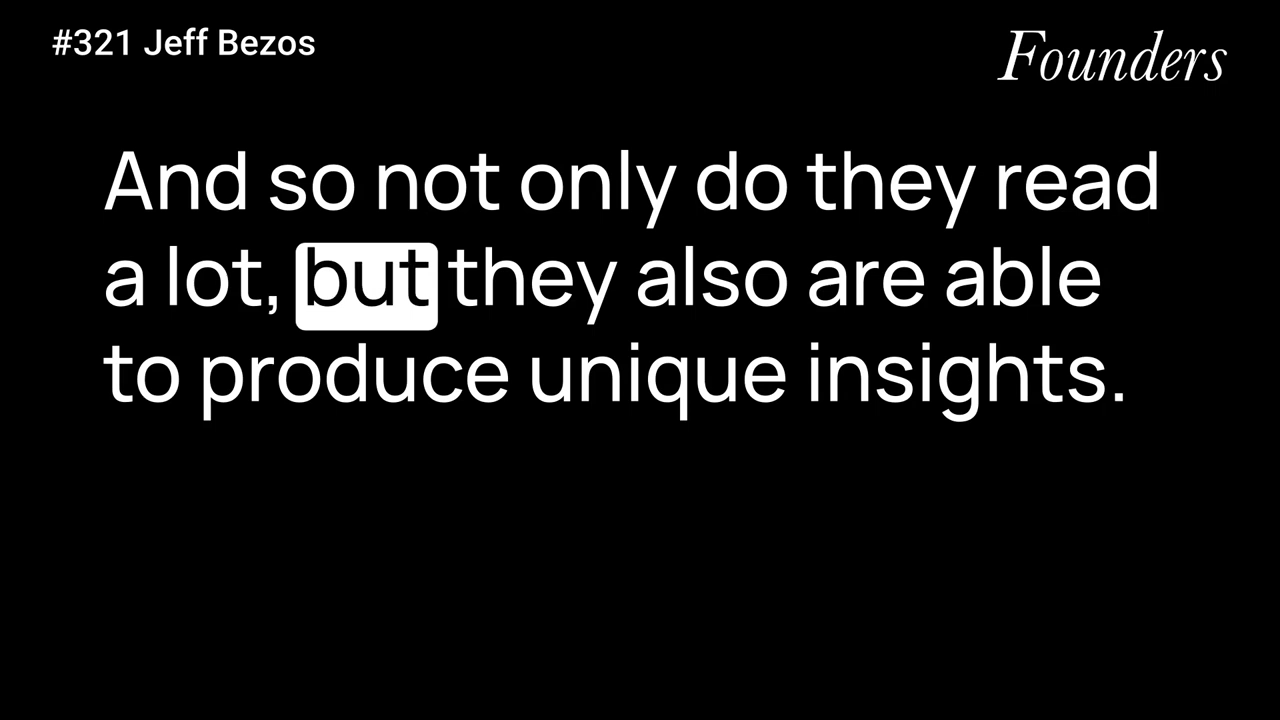 #321 Jeff Bezos
Founders
And so not only do they read
a lot, but they also are able
to produce unique insights.